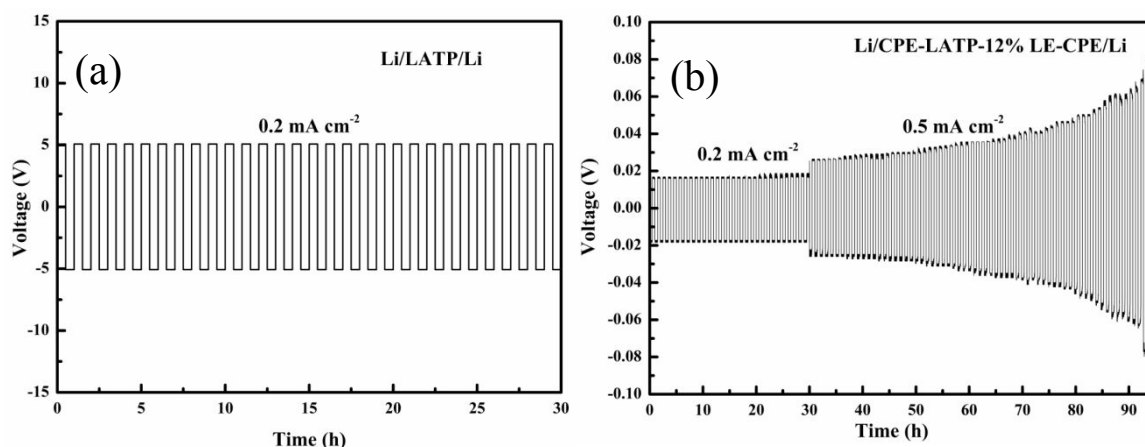 (a)
Li/LATP/Li
0.2 mA cm⁻²
Voltage (V)
15
10
5
0
-5
-10
-15
0 5 10 15 20 25 30
Time (h)
(b)
Li/CPE-LATP-12% LE-CPE/Li
0.2 mA cm⁻²
0.5 mA cm⁻²
Voltage (V)
0.10
0.08
0.06
0.04
0.02
0.00
-0.02
-0.04
-0.06
-0.08
-0.10
0 10 20 30 40 50 60 70 80 90
Time (h)